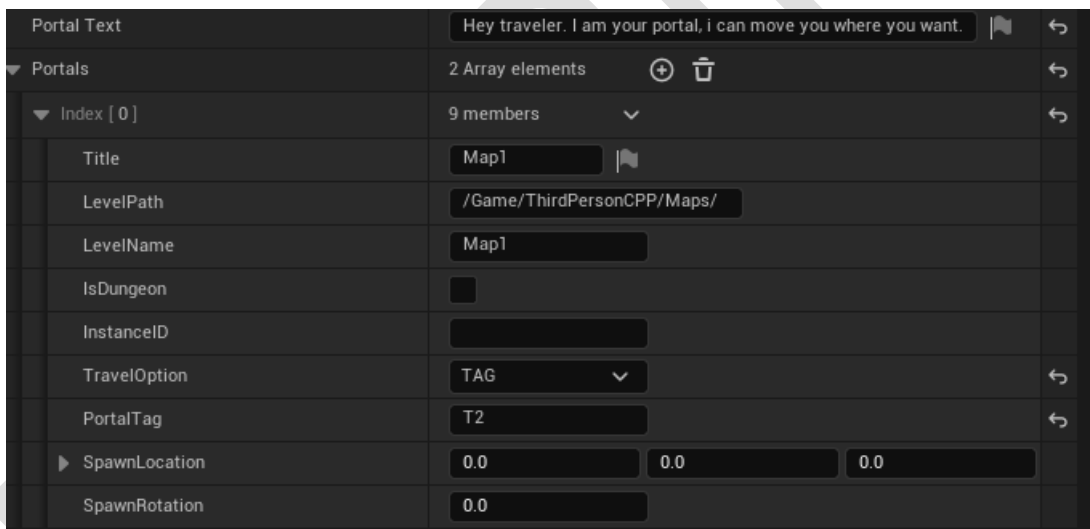 Portal Text Hey traveler. I am your portal, i can move you where you want.
Portals 2 Array elements
Index [ 0 ] 9 members
Title Map1
LevelPath /Game/ThirdPersonCPP/Maps/
LevelName Map1
IsDungeon
InstanceID
TravelOption TAG
PortalTag T2
SpawnLocation 0.0 0.0 0.0
SpawnRotation 0.0